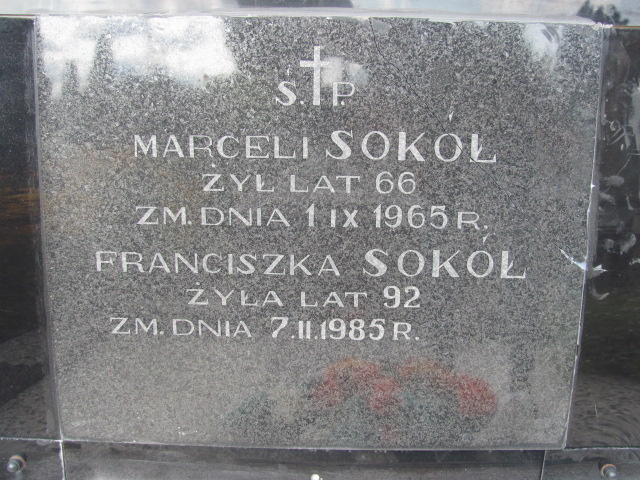 Ś. P.
MARCELI SOKÓŁ
ŻYŁ LAT 66
ZM. DNIA 1 IX 1965 R.
FRANCISZKA SOKÓŁ
ŻYŁA LAT 92
ZM. DNIA 7.II.1985 R.